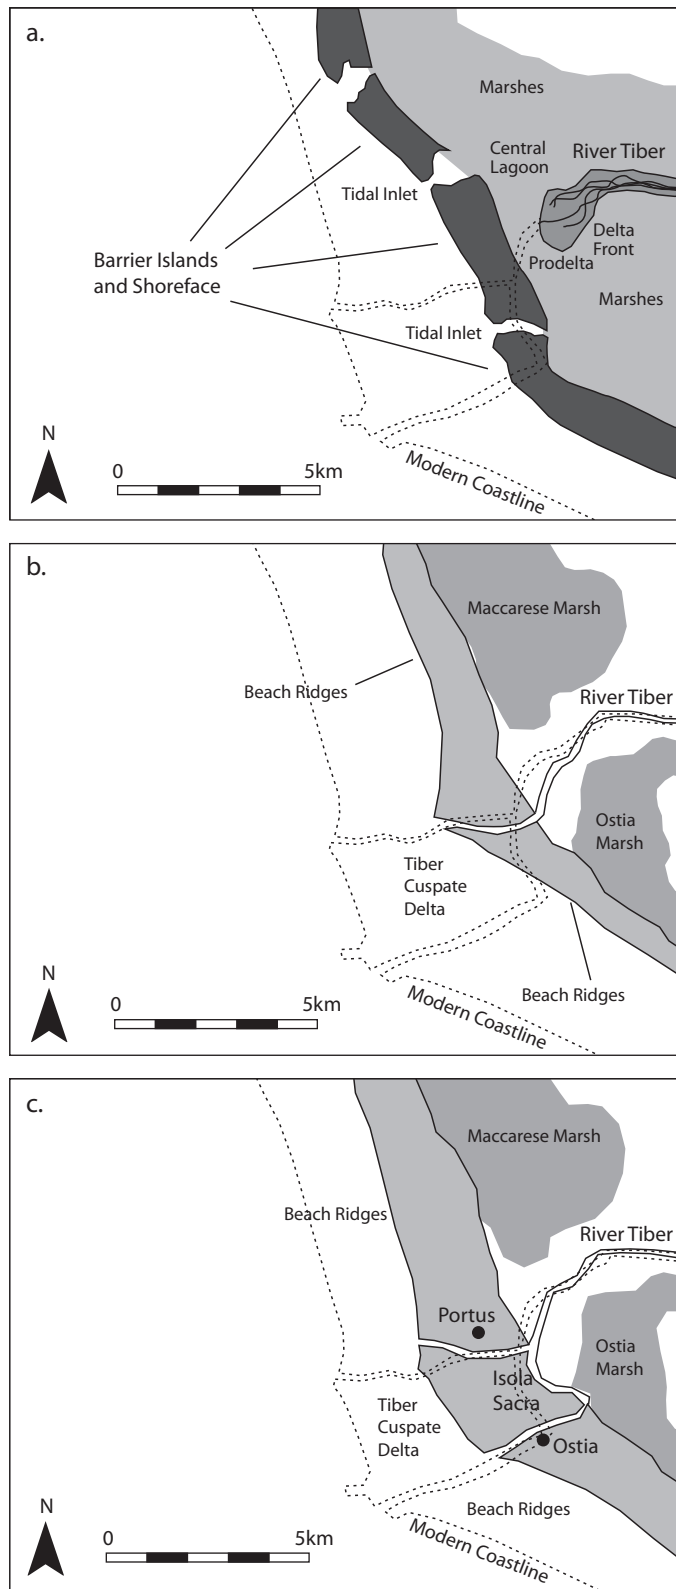 a.
Marshes
Central
Lagoon
River Tiber
Tidal Inlet
Delta
Front
Barrier Islands
and Shoreface
Prodelta
Marshes
Tidal Inlet
N
0 5km
Modern Coastline
b.
Maccarese Marsh
Beach Ridges
River Tiber
Ostia
Marsh
Tiber
Cuspate
Delta
N
0 5km
Beach Ridges
Modern Coastline
c.
Maccarese Marsh
Beach Ridges
River Tiber
Portus
Ostia
Marsh
Isola
Sacra
Tiber
Cuspate
Delta
Ostia
N
Beach Ridges
0 5km
Modern Coastline